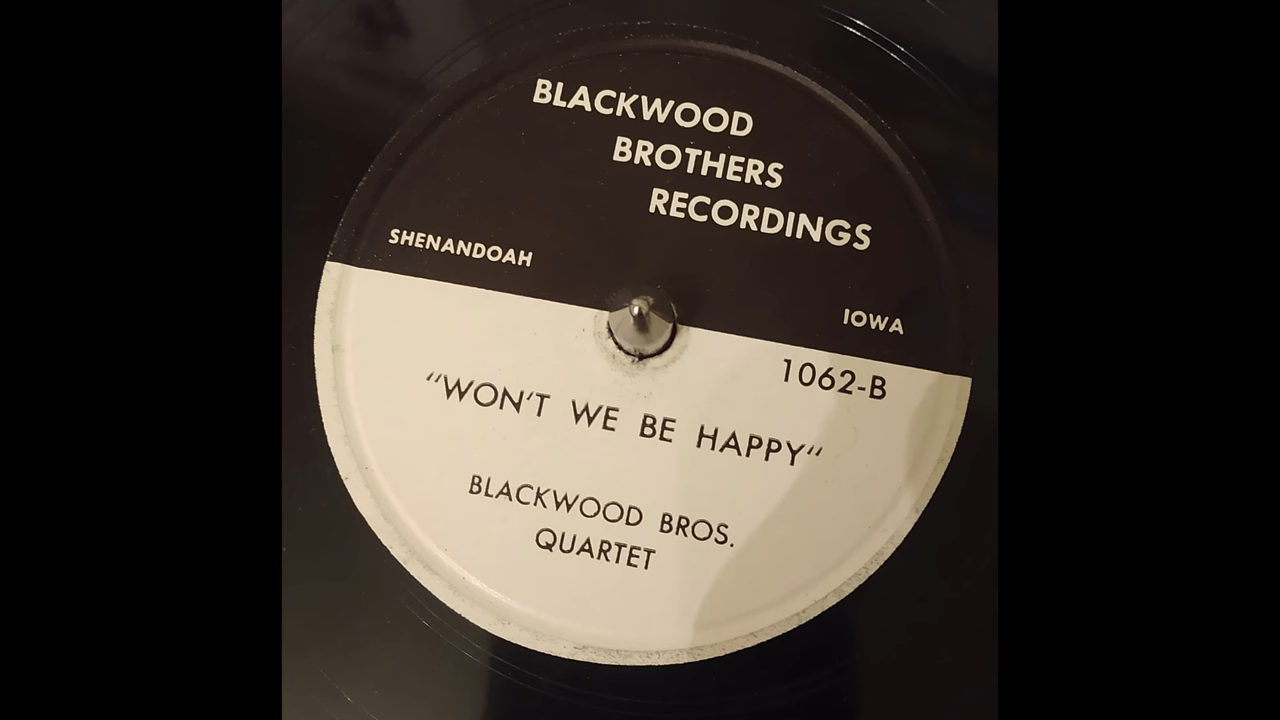 BLACKWOOD
BROTHERS
RECORDINGS
SHENANDOAH
IOWA
1062-B
“WON'T WE BE HAPPY“
BLACKWOOD BROS.
QUARTET